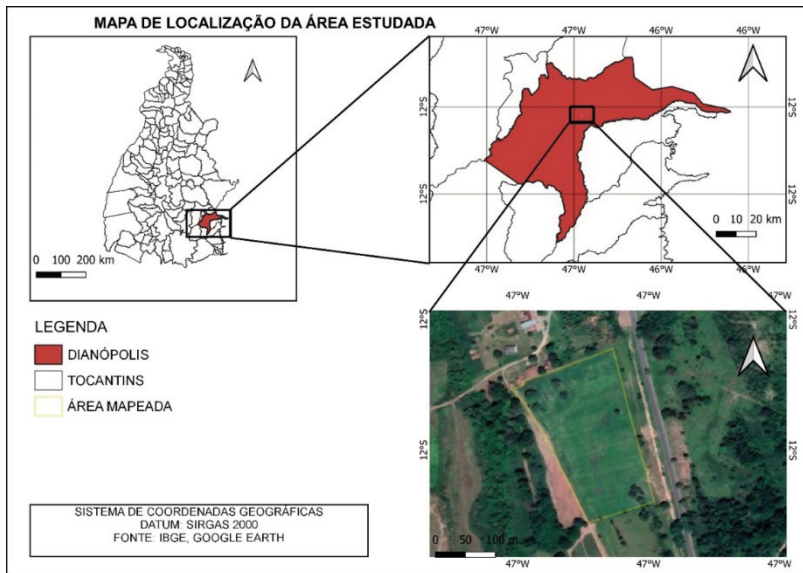 MAPA DE LOCALIZAÇÃO DA ÁREA ESTUDADA
0 100 200 km
47°W 47°W 46°W 46°W
12°S 12°S
12°S 12°S
0 10 20 km
47°W 47°W 46°W 46°W
LEGENDA
DIANÓPOLIS
TOCANTINS
ÁREA MAPEADA
47°W 47°W 47°W
12°S 12°S
12°S 12°S
0 50 100 m
47°W 47°W 47°W
SISTEMA DE COORDENADAS GEOGRÁFICAS
DATUM: SIRGAS 2000
FONTE: IBGE, GOOGLE EARTH